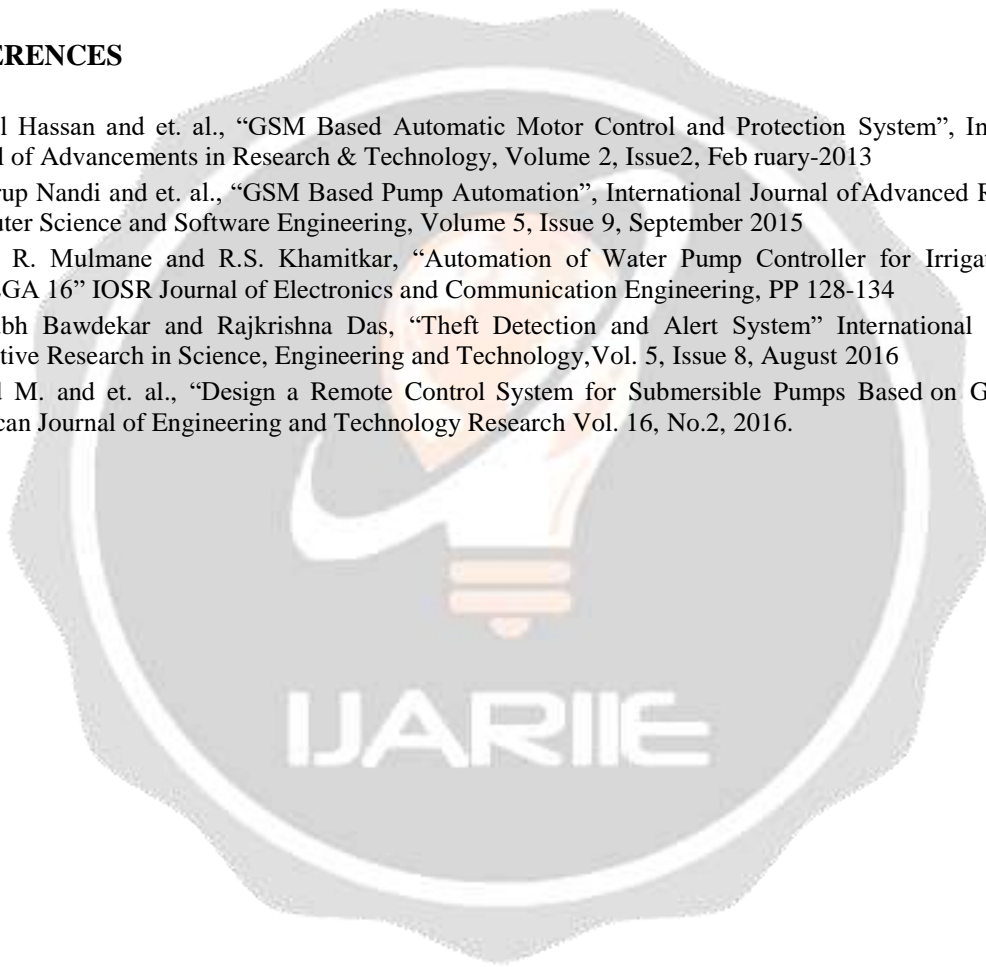 ERENCES
l Hassan and et. al., “GSM Based Automatic Motor Control and Protection System”, In
l of Advancements in Research & Technology, Volume 2, Issue2, Feb ruary-2013
rup Nandi and et. al., “GSM Based Pump Automation”, International Journal ofAdvanced R
uter Science and Software Engineering, Volume 5, Issue 9, September 2015
R. Mulmane and R.S. Khamitkar, “Automation of Water Pump Controller for Irrigat
GA 16” IOSR Journal of Electronics and Communication Engineering, PP 128-134
bh Bawdekar and Rajkrishna Das, “Theft Detection and Alert System” International
tive Research in Science, Engineering and Technology,Vol. 5, Issue 8, August 2016
d M. and et. al., “Design a Remote Control System for Submersible Pumps Based on G
can Journal of Engineering and Technology Research Vol. 16, No.2, 2016.
IJARIIE